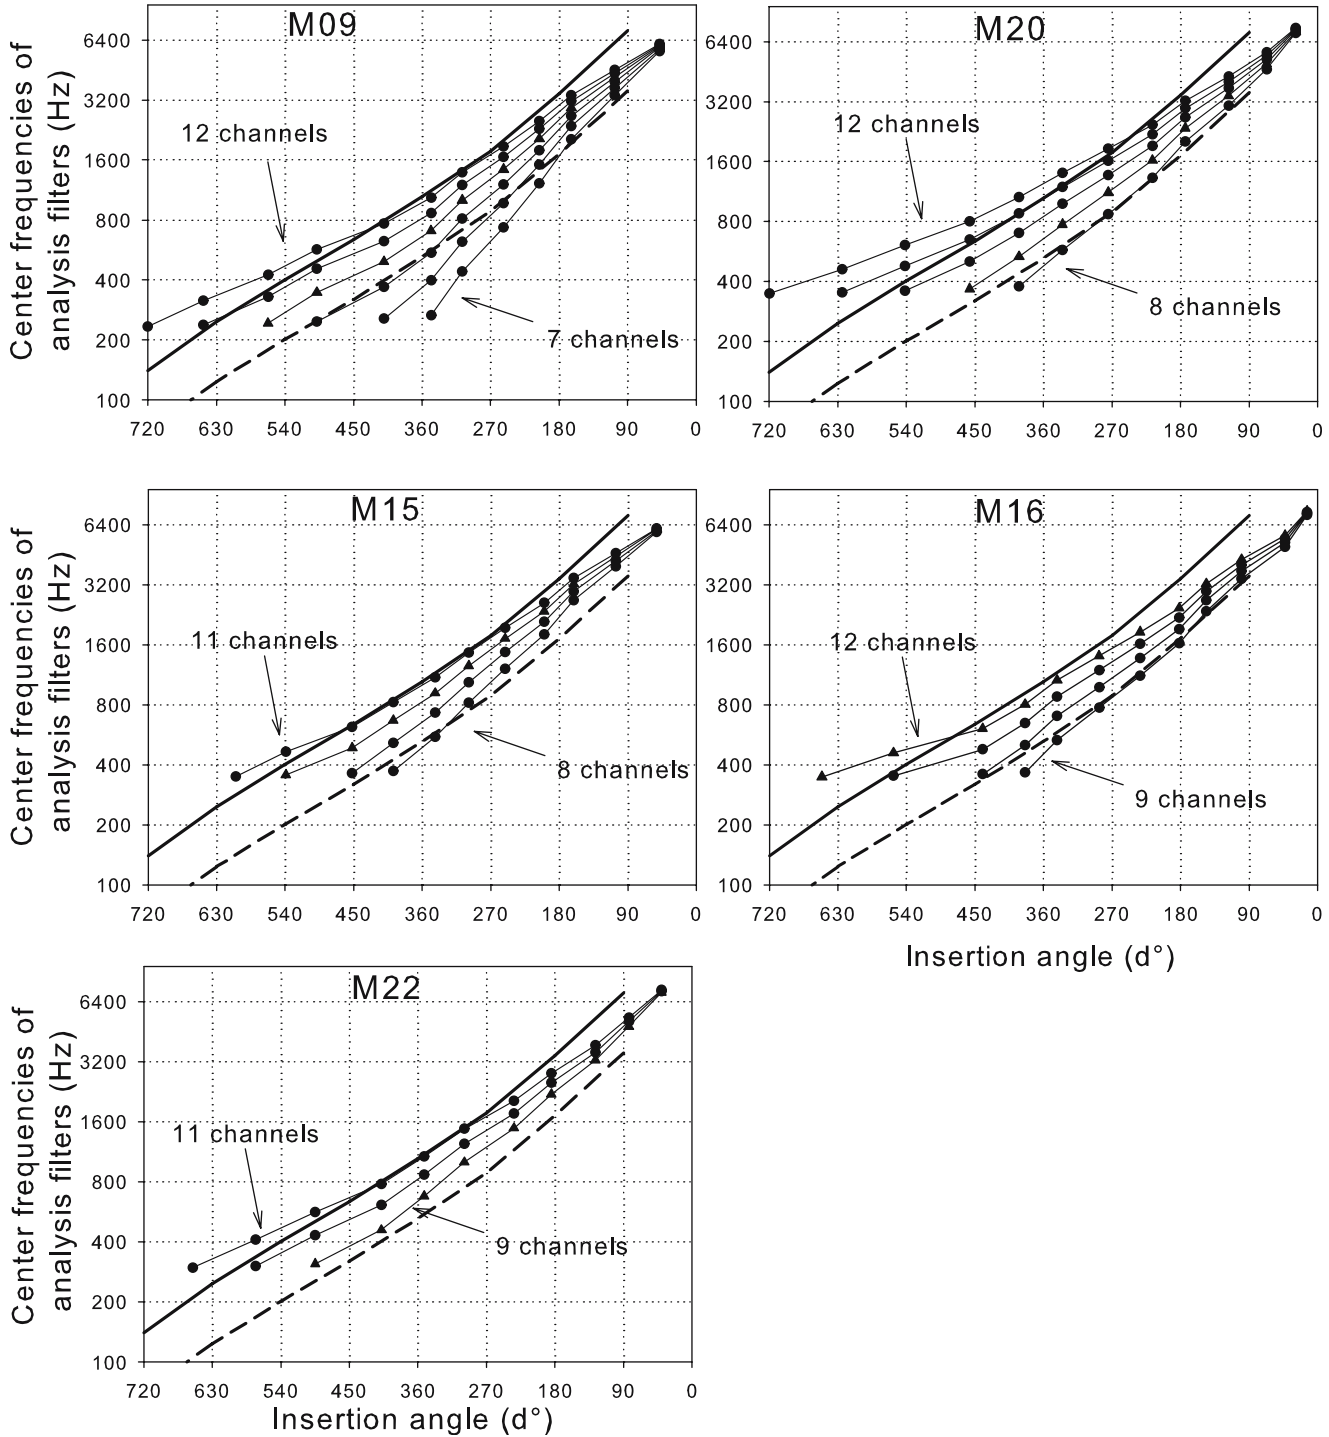 M09
Center frequencies of
analysis filters (Hz)
6400
3200
1600
800
400
200
100
12 channels
7 channels
720 630 540 450 360 270 180 90 0
M20
6400
3200
1600
800
400
200
100
12 channels
8 channels
720 630 540 450 360 270 180 90 0
M15
Center frequencies of
analysis filters (Hz)
6400
3200
1600
800
400
200
100
11 channels
8 channels
720 630 540 450 360 270 180 90 0
M16
6400
3200
1600
800
400
200
100
12 channels
9 channels
720 630 540 450 360 270 180 90 0
Insertion angle (d°)
M22
Center frequencies of
analysis filters (Hz)
6400
3200
1600
800
400
200
100
11 channels
9 channels
720 630 540 450 360 270 180 90 0
Insertion angle (d°)